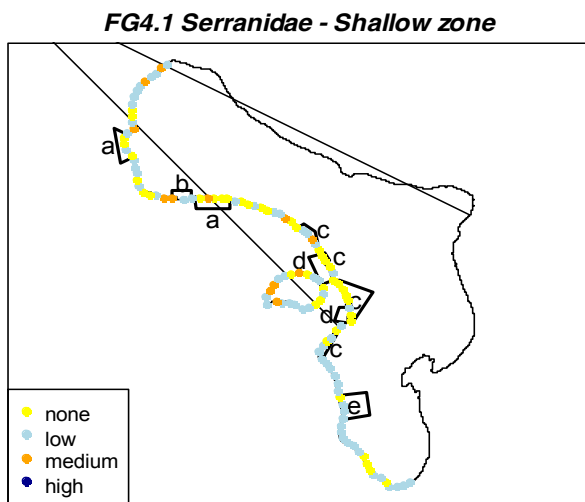 FG4.1 Serranidae - Shallow zone
a
b
a
c
c
d
c
d
c
e
none
low
medium
high